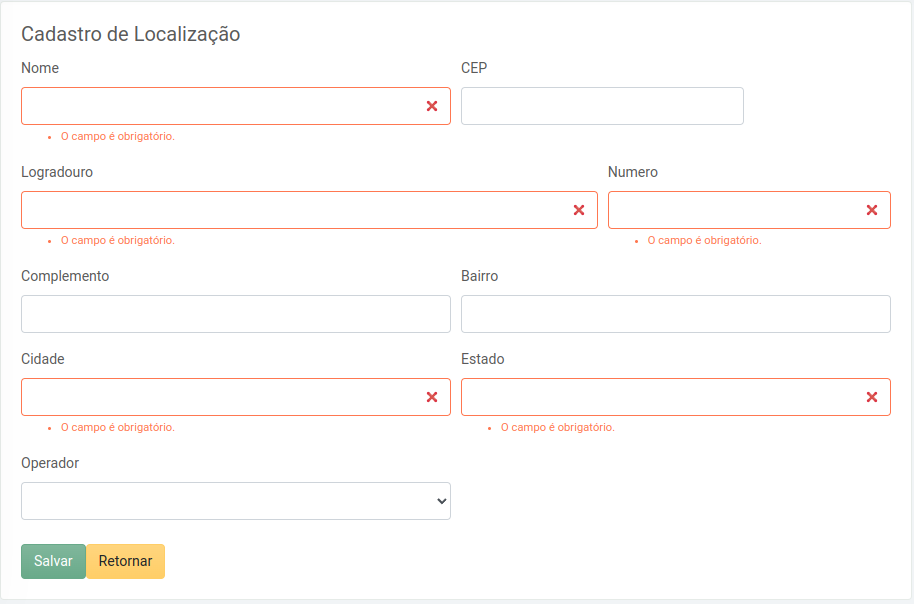 Cadastro de Localização
Nome CEP
• O campo é obrigatório.
Logradouro Numero
• O campo é obrigatório. • O campo é obrigatório.
Complemento Bairro
Cidade Estado
• O campo é obrigatório. • O campo é obrigatório.
Operador
Salvar Retornar